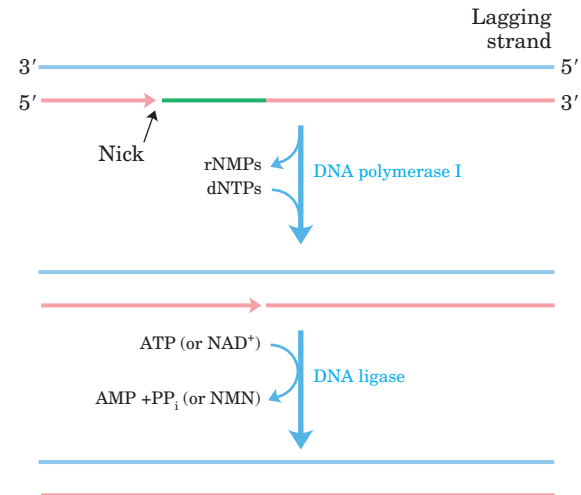 Lagging
strand
3′ 5′
5′ 3′
Nick
rNMPs
dNTPs
DNA polymerase I
ATP (or NAD⁺)
DNA ligase
AMP +PPᵢ (or NMN)